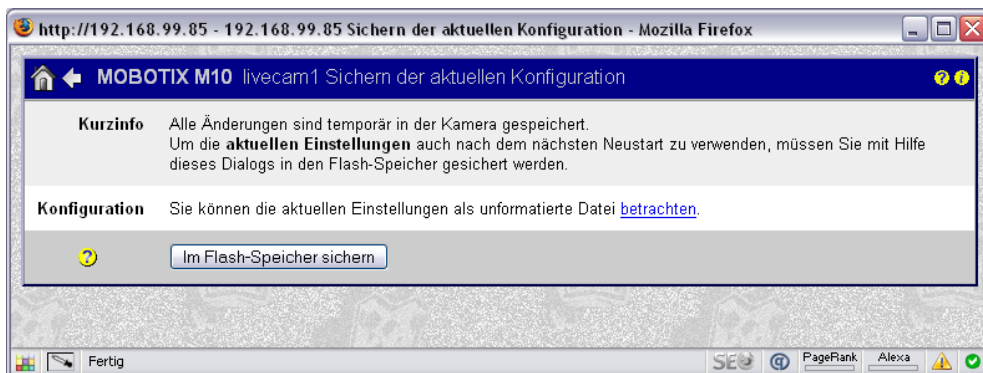 http://192.168.99.85 - 192.168.99.85 Sichern der aktuellen Konfiguration - Mozilla Firefox
MOBOTIX M10 livecam1 Sichern der aktuellen Konfiguration
Kurzinfo Alle Änderungen sind temporär in der Kamera gespeichert.
Um die aktuellen Einstellungen auch nach dem nächsten Neustart zu verwenden, müssen Sie mit Hilfe
dieses Dialogs in den Flash-Speicher gesichert werden.
Konfiguration Sie können die aktuellen Einstellungen als unformatierte Datei betrachten.
Im Flash-Speicher sichern
Fertig SEO PageRank Alexa